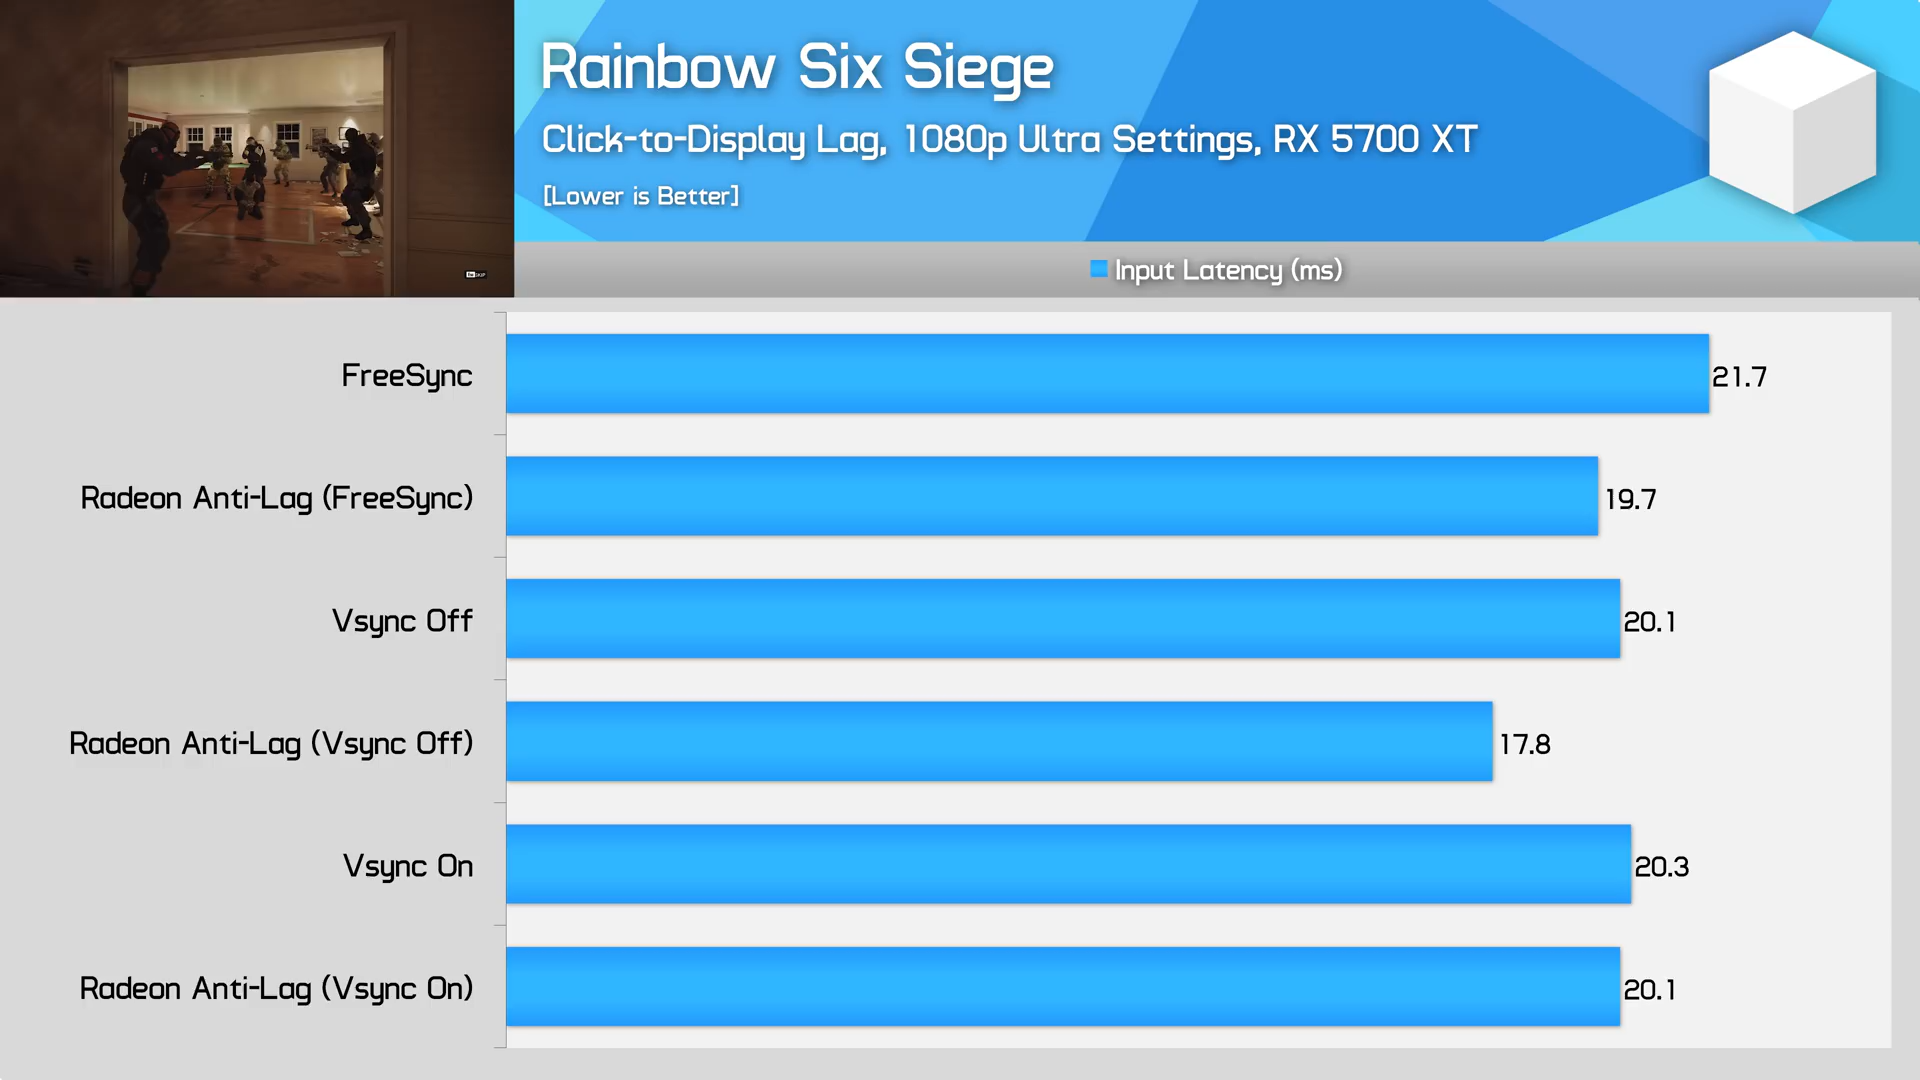 Rainbow Six Siege
Click-to-Display Lag, 1080p Ultra Settings, RX 5700 XT
[Lower is Better]
Input Latency (ms)
FreeSync
21.7
Radeon Anti-Lag (FreeSync)
19.7
Vsync Off
20.1
Radeon Anti-Lag (Vsync Off)
17.8
Vsync On
20.3
Radeon Anti-Lag (Vsync On)
20.1